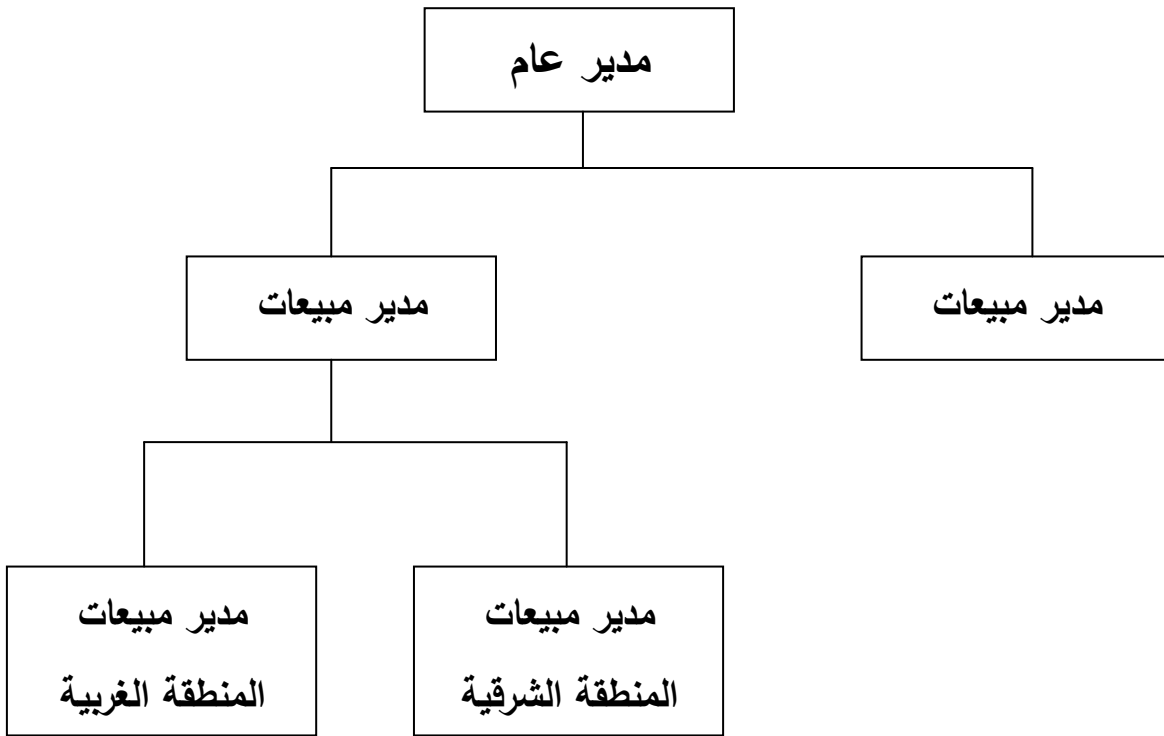 مدير عام
مدير مبيعات
مدير مبيعات
مدير مبيعات
المنطقة الشرقية
مدير مبيعات
المنطقة الغربية